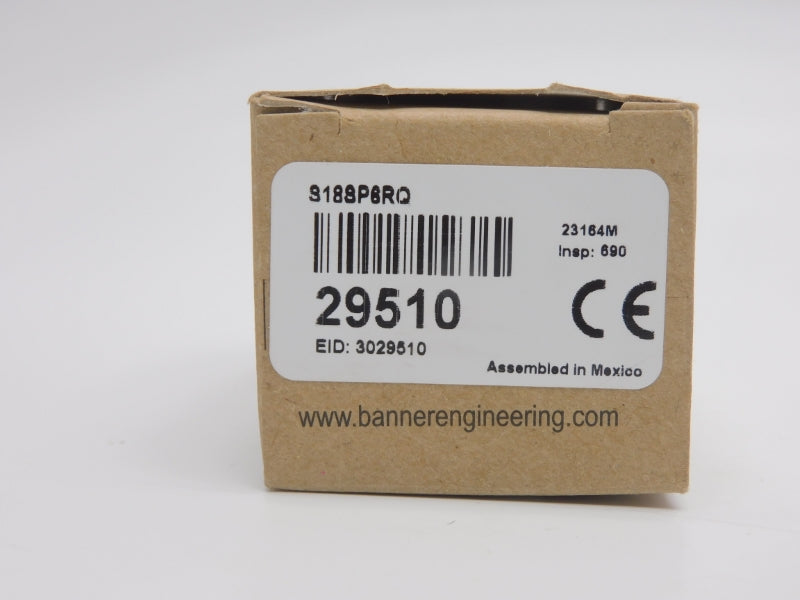 S18SP6RQ
23164M
Insp: 690
29510
CE
EID: 3029510
Assembled in Mexico
www.bannerengineering.com